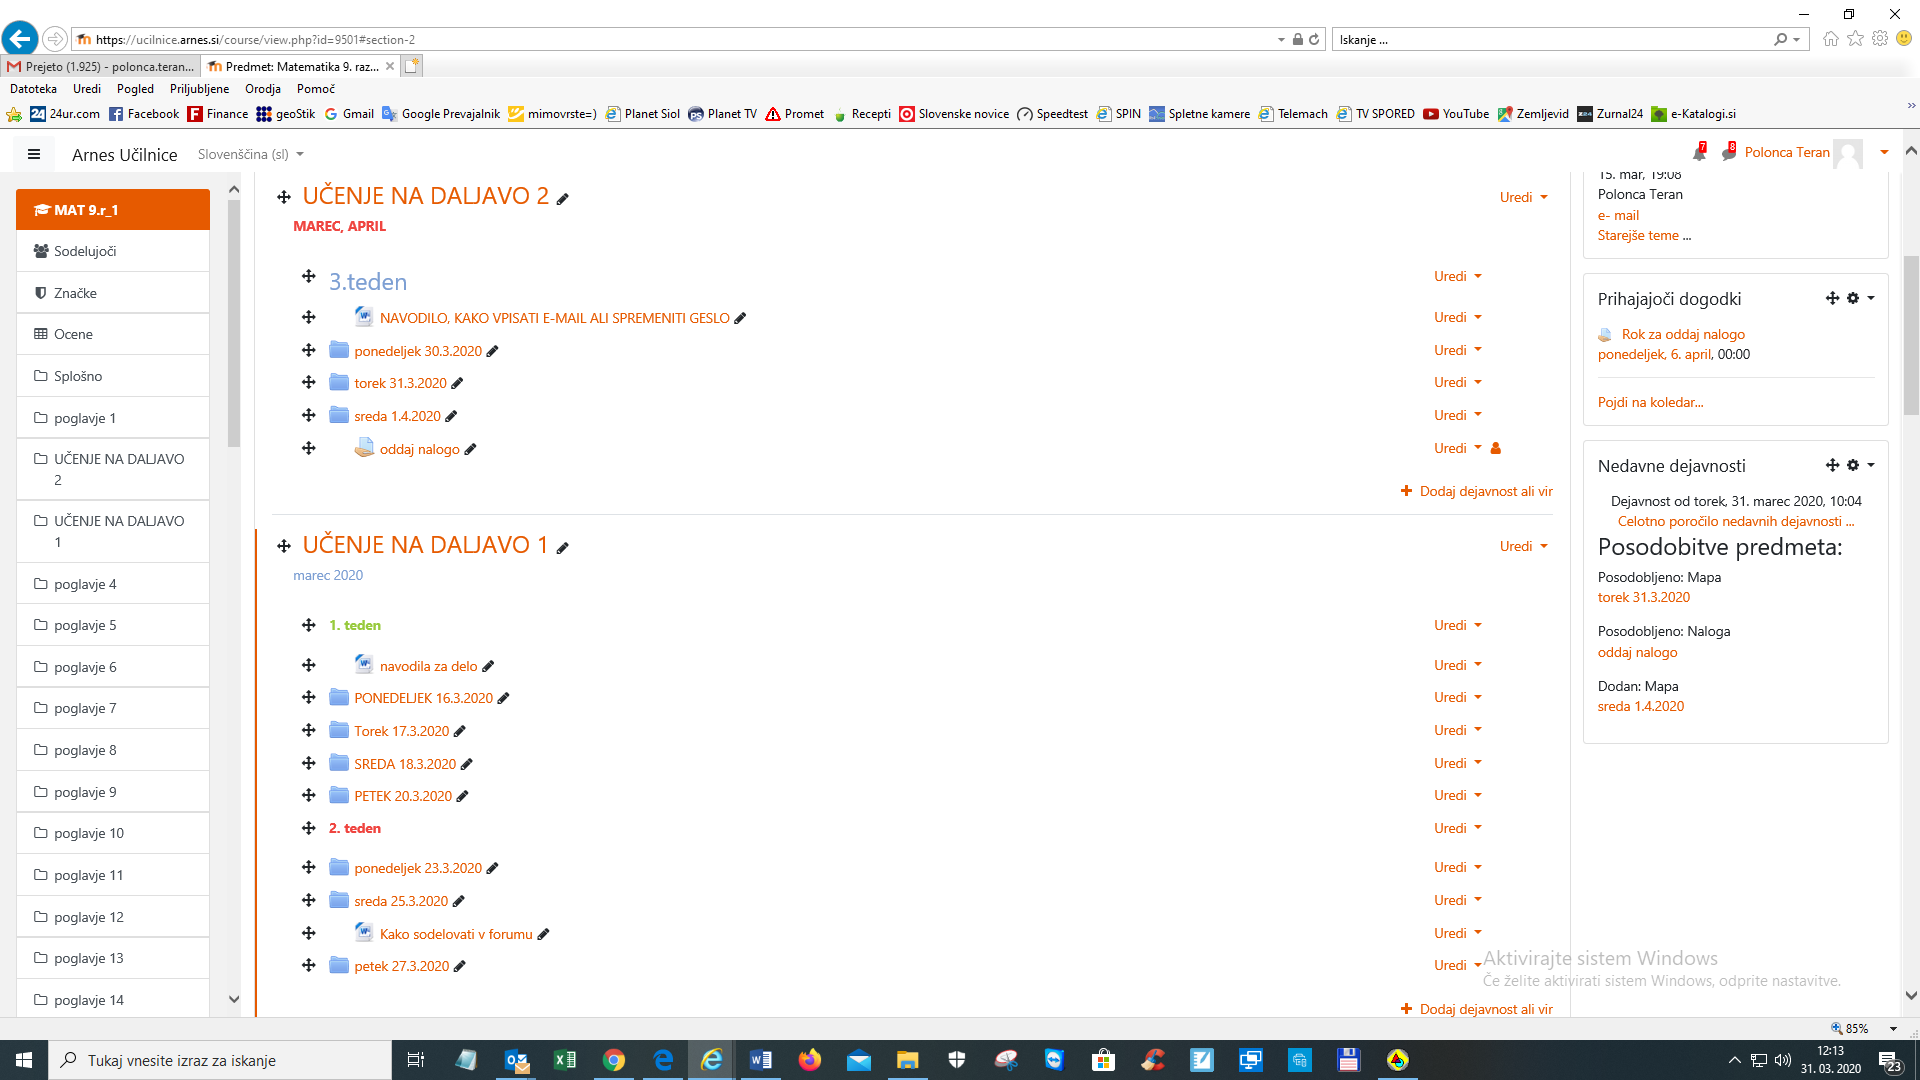 https://ucilnice.arnes.si/course/view.php?id=9501#section-2
Iskanje ...
Prejeto (1.925) - polonca.teran...
Predmet: Matematika 9. raz...
Datoteka Uredi Pogled Priljubljene Orodja Pomoč
24ur.com Facebook Finance geoStik Gmail Google Prevajalnik mimovrste=) Planet Siol Planet TV Promet Recepti Slovenske novice Speedtest SPIN Spletne kamere Telemach TV SPORED YouTube Zemljevid Zurnal24 e-Katalogi.si
Arnes Učilnice Slovenščina (sl)
7 8 Polonca Teran
MAT 9.r_1
Sodelujoči
Značke
Ocene
Splošno
poglavje 1
UČENJE NA DALJAVO
2
UČENJE NA DALJAVO
1
poglavje 4
poglavje 5
poglavje 6
poglavje 7
poglavje 8
poglavje 9
poglavje 10
poglavje 11
poglavje 12
poglavje 13
poglavje 14
UČENJE NA DALJAVO 2 Uredi
MAREC, APRIL
3.teden Uredi
NAVODILO, KAKO VPISATI E-MAIL ALI SPREMENITI GESLO Uredi
ponedeljek 30.3.2020 Uredi
torek 31.3.2020 Uredi
sreda 1.4.2020 Uredi
oddaj nalogo Uredi
Dodaj dejavnost ali vir
UČENJE NA DALJAVO 1 Uredi
marec 2020
1. teden Uredi
navodila za delo Uredi
PONEDELJEK 16.3.2020 Uredi
Torek 17.3.2020 Uredi
SREDA 18.3.2020 Uredi
PETEK 20.3.2020 Uredi
2. teden Uredi
ponedeljek 23.3.2020 Uredi
sreda 25.3.2020 Uredi
Kako sodelovati v forumu Uredi
petek 27.3.2020 Uredi
Dodaj dejavnost ali vir
15. mar, 19:08
Polonca Teran
e- mail
Starejše teme ...
Prihajajoči dogodki
Rok za oddaj nalogo
ponedeljek, 6. april, 00:00
Pojdi na koledar...
Nedavne dejavnosti
Dejavnost od torek, 31. marec 2020, 10:04
Celotno poročilo nedavnih dejavnosti ...
Posodobitve predmeta:
Posodobljeno: Mapa
torek 31.3.2020
Posodobljeno: Naloga
oddaj nalogo
Dodan: Mapa
sreda 1.4.2020
Aktivirajte sistem Windows
Če želite aktivirati sistem Windows, odprite nastavitve.
85%
Tukaj vnesite izraz za iskanje
12:13
31. 03. 2020
23